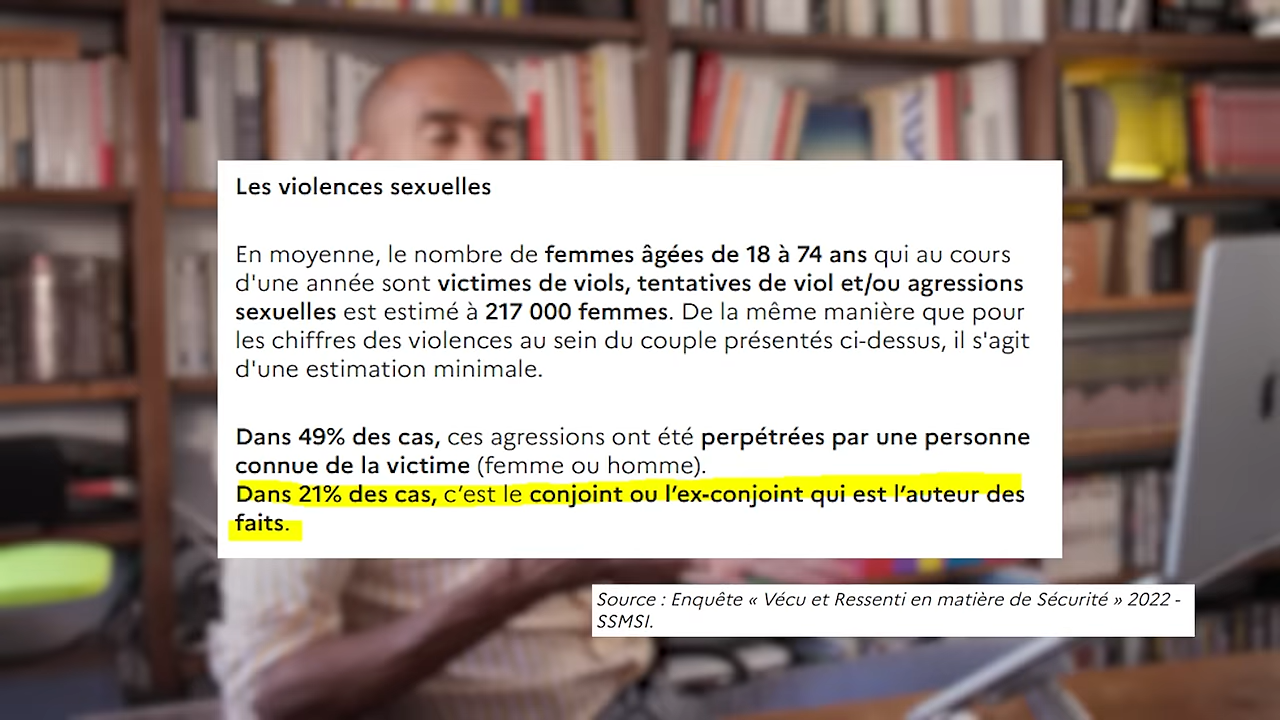 Les violences sexuelles
En moyenne, le nombre de femmes âgées de 18 à 74 ans qui au cours
d'une année sont victimes de viols, tentatives de viol et/ou agressions
sexuelles est estimé à 217 000 femmes. De la même manière que pour
les chiffres des violences au sein du couple présentés ci-dessus, il s'agit
d'une estimation minimale.
Dans 49% des cas, ces agressions ont été perpétrées par une personne
connue de la victime (femme ou homme).
Dans 21% des cas, c’est le conjoint ou l’ex-conjoint qui est l’auteur des
faits.
Source : Enquête « Vécu et Ressenti en matière de Sécurité » 2022 -
SSMSI.